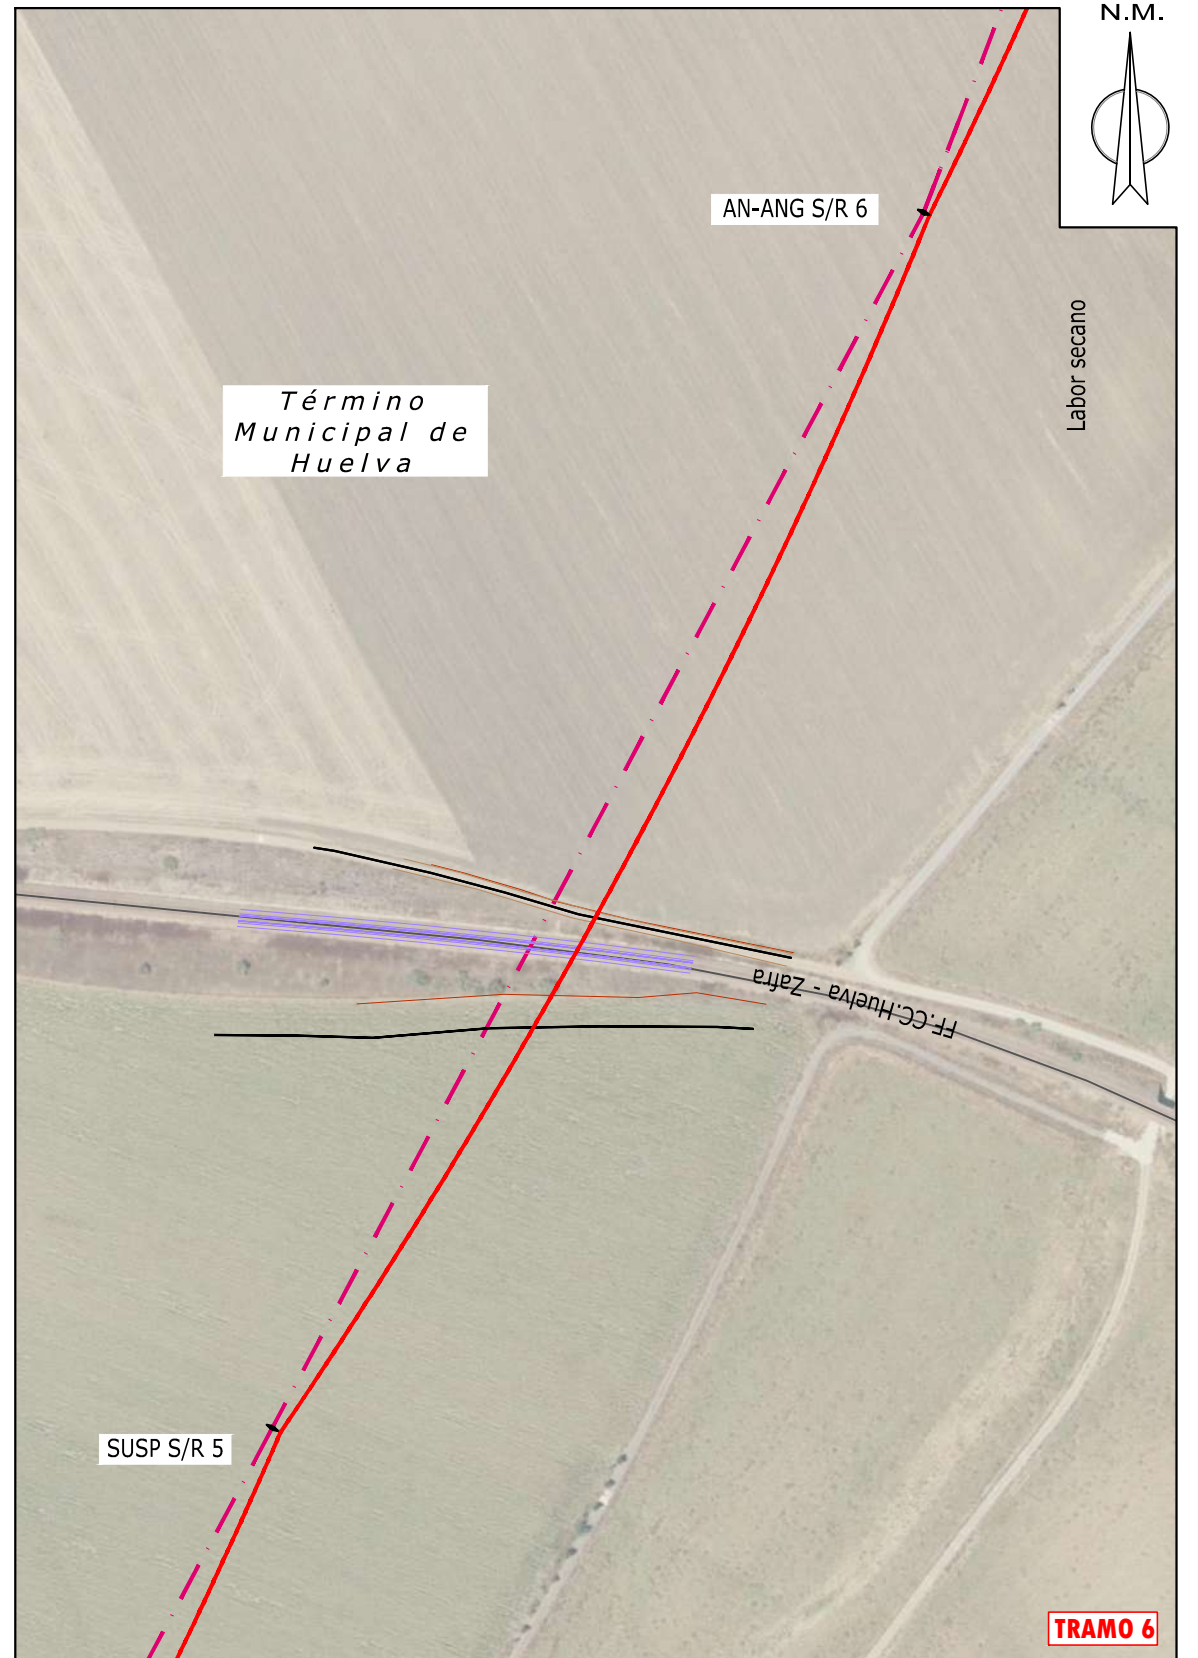 N.M.
AN-ANG S/R 6
Labor secano
Término
Municipal de
Huelva
FF.CC.Huelva - Zafra
SUSP S/R 5
TRAMO 6